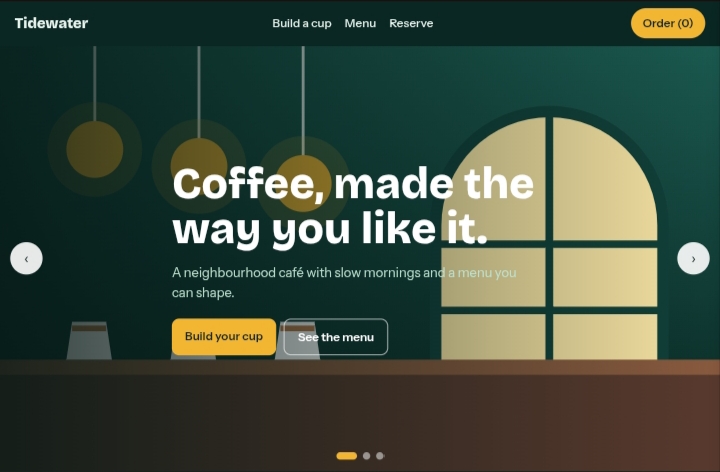 Tidewater
Build a cup
Menu
Reserve
Order (0)
Coffee, made the
way you like it.
A neighbourhood café with slow mornings and a menu you
can shape.
‹
›
Build your cup
See the menu